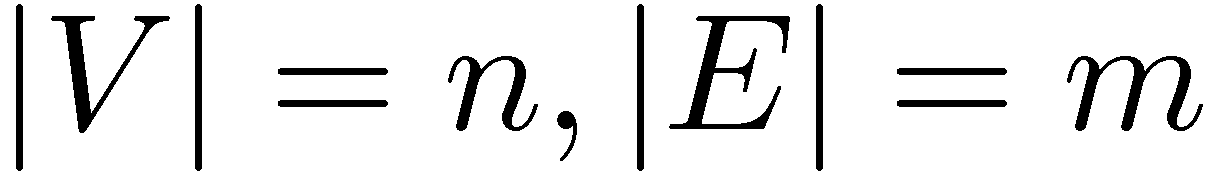 |V| = n, |E| = m